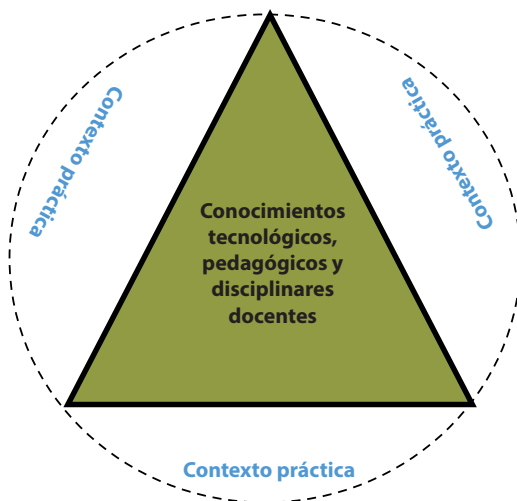 Contexto práctica
Contexto práctica
Conocimientos
tecnológicos,
pedagógicos y
disciplinares
docentes
Contexto práctica